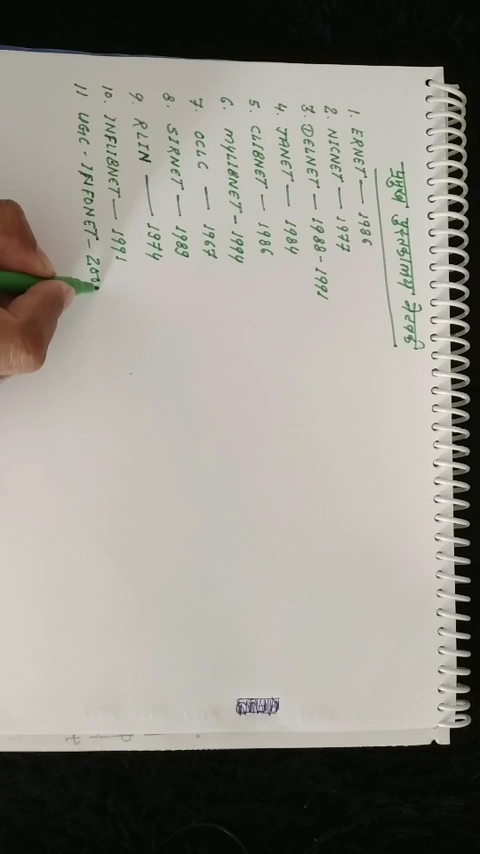 प्रमुख पुस्तकालय नेटवर्क
1. ERNET — 1986
2. NICNET — 1977
3. DELNET — 1988-1992
4. JANET — 1984
5. CALIBNET — 1986
6. MYLIBNET - 1994
7. OCLC — 1967
8. SIRNET — 1989
9. RLIN — 1974
10. INFLIBNET — 1991
11 UGC - INFONET - 200